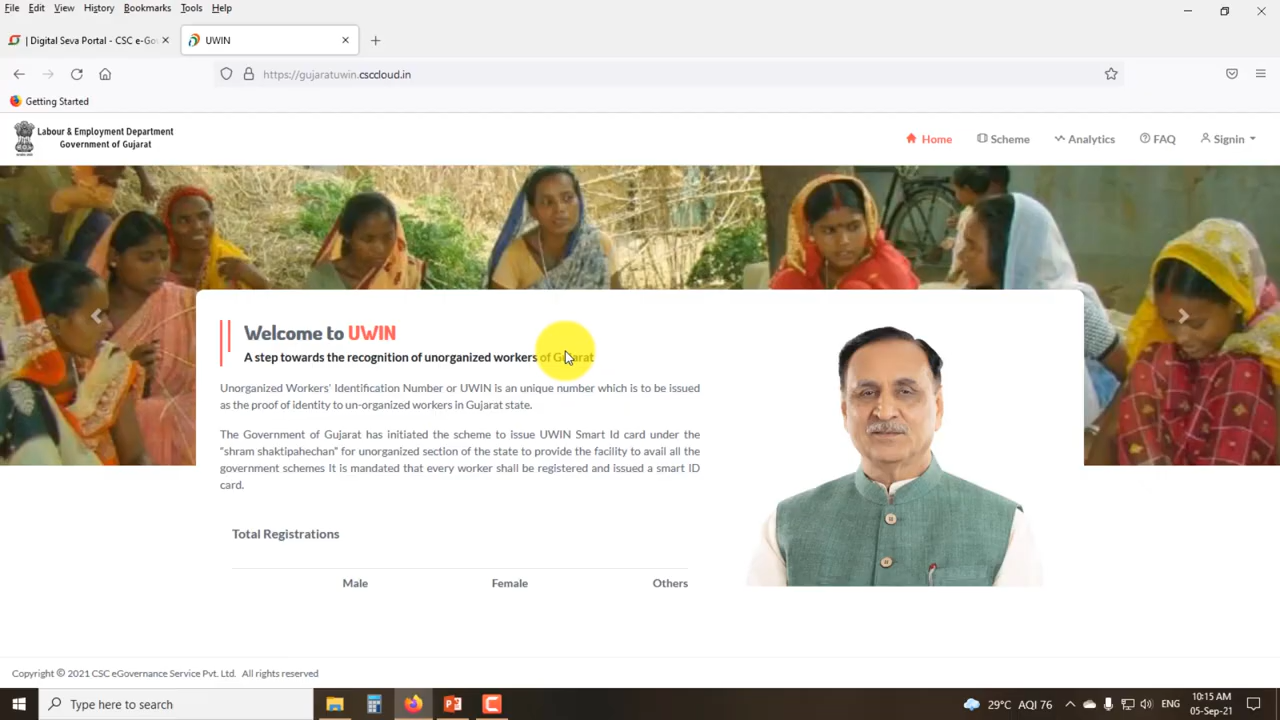 File Edit View History Bookmarks Tools Help
| Digital Seva Portal - CSC e-Go
UWIN
https://gujaratuwin.csccloud.in
Getting Started
Labour & Employment Department
Government of Gujarat
Home Scheme Analytics FAQ Signin
Welcome to UWIN
A step towards the recognition of unorganized workers of Gujarat
Unorganized Workers' Identification Number or UWIN is an unique number which is to be issued
as the proof of identity to un-organized workers in Gujarat state.
The Government of Gujarat has initiated the scheme to issue UWIN Smart Id card under the
"shram shaktipahechan" for unorganized section of the state to provide the facility to avail all the
government schemes It is mandated that every worker shall be registered and issued a smart ID
card.
Total Registrations
Male Female Others
Copyright © 2021 CSC eGovernance Service Pvt. Ltd. All rights reserved
Type here to search
29°C AQI 76
ENG
10:15 AM
05-Sep-21